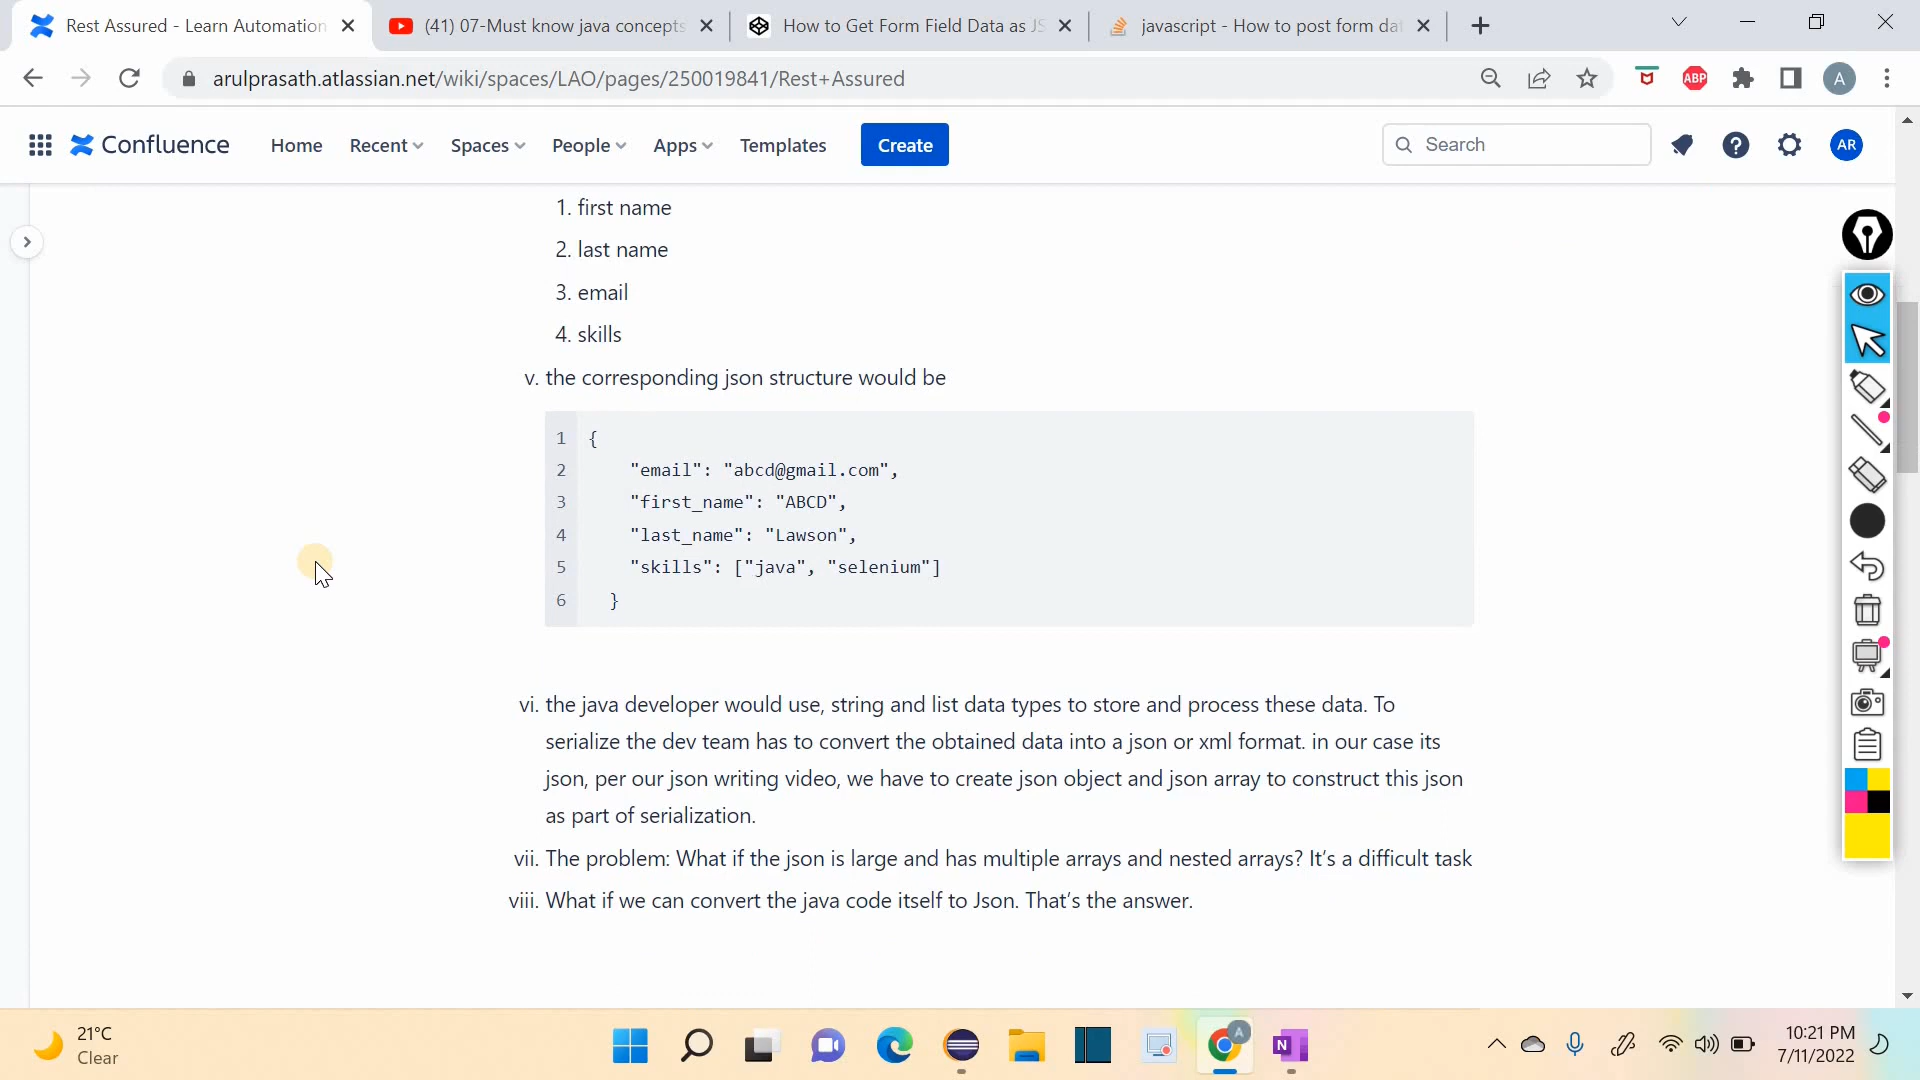 Rest Assured - Learn Automation
(41) 07-Must know java concepts
How to Get Form Field Data as JS
javascript - How to post form dat
arulprasath.atlassian.net/wiki/spaces/LAO/pages/250019841/Rest+Assured
ABP
A
Confluence
Home
Recent
Spaces
People
Apps
Templates
Create
Search
AR
1. first name
2. last name
3. email
4. skills
v. the corresponding json structure would be
1 {
2 "email": "abcd@gmail.com",
3 "first_name": "ABCD",
4 "last_name": "Lawson",
5 "skills": ["java", "selenium"]
6 }
vi. the java developer would use, string and list data types to store and process these data. To
serialize the dev team has to convert the obtained data into a json or xml format. in our case its
json, per our json writing video, we have to create json object and json array to construct this json
as part of serialization.
vii. The problem: What if the json is large and has multiple arrays and nested arrays? It's a difficult task
viii. What if we can convert the java code itself to Json. That's the answer.
21°C
Clear
A
N
10:21 PM
7/11/2022